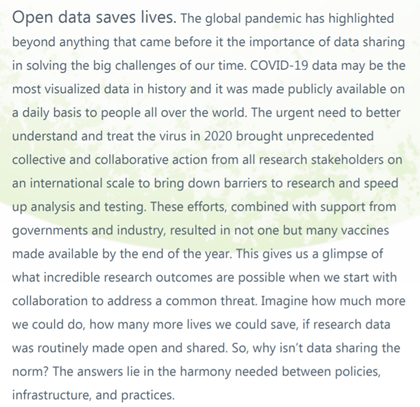 Open data saves lives. The global pandemic has highlighted
beyond anything that came before it the importance of data sharing
in solving the big challenges of our time. COVID-19 data may be the
most visualized data in history and it was made publicly available on
a daily basis to people all over the world. The urgent need to better
understand and treat the virus in 2020 brought unprecedented
collective and collaborative action from all research stakeholders on
an international scale to bring down barriers to research and speed
up analysis and testing. These efforts, combined with support from
governments and industry, resulted in not one but many vaccines
made available by the end of the year. This gives us a glimpse of
what incredible research outcomes are possible when we start with
collaboration to address a common threat. Imagine how much more
we could do, how many more lives we could save, if research data
was routinely made open and shared. So, why isn’t data sharing the
norm? The answers lie in the harmony needed between policies,
infrastructure, and practices.